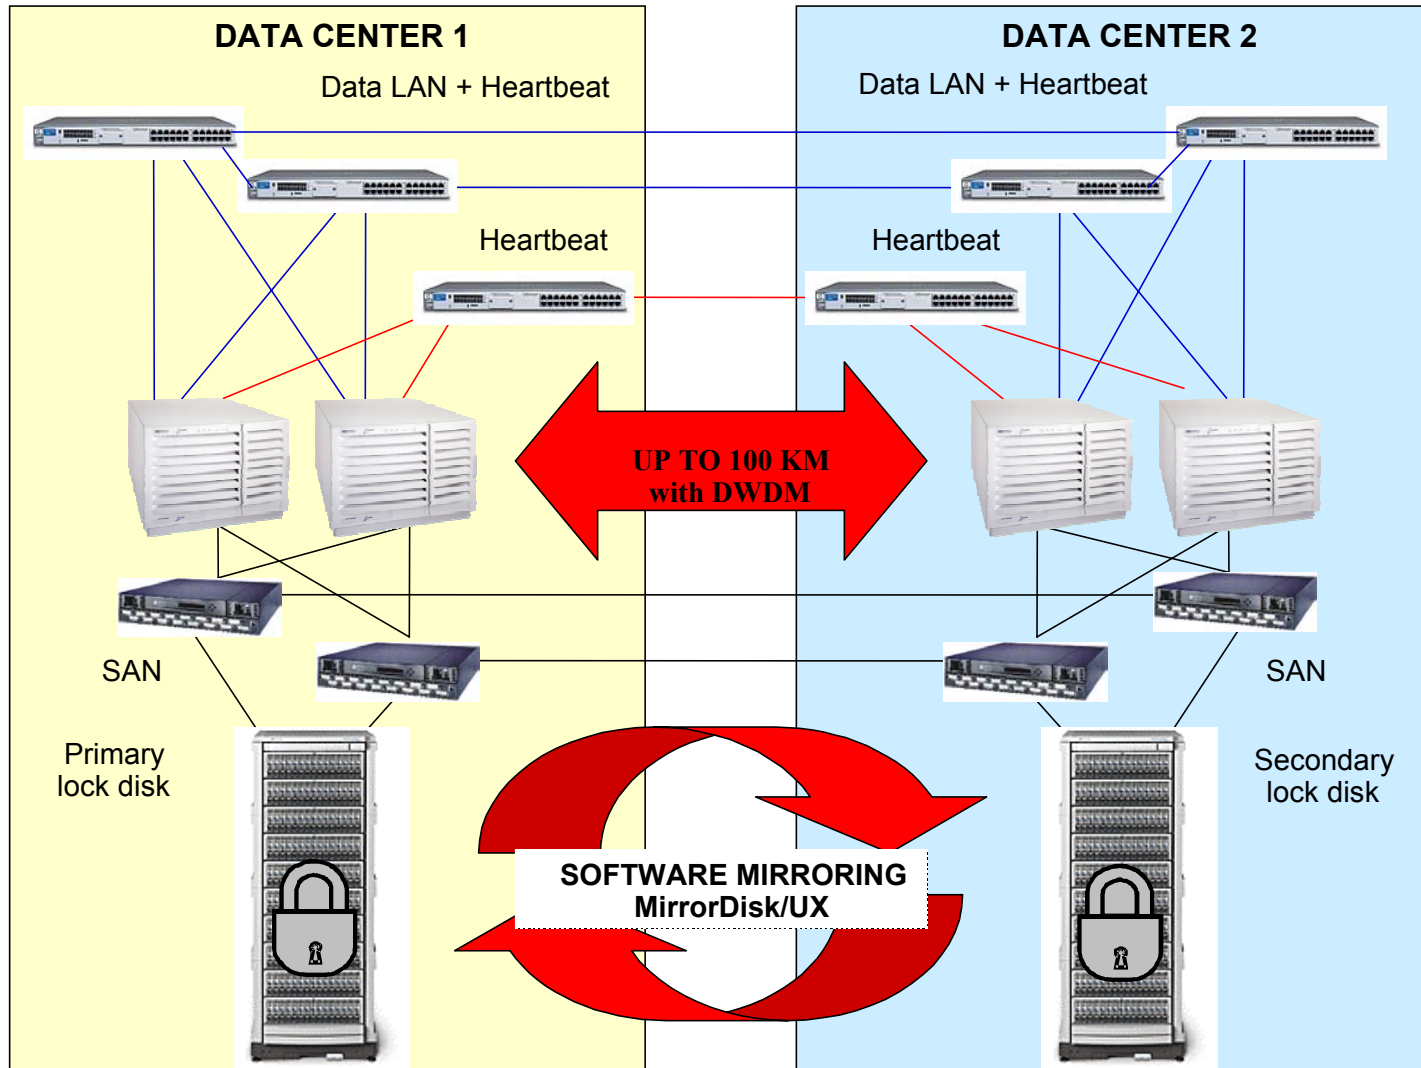 DATA CENTER 1
DATA CENTER 2
Data LAN + Heartbeat
Data LAN + Heartbeat
Heartbeat
Heartbeat
UP TO 100 KM
with DWDM
SAN
SAN
Primary
lock disk
Secondary
lock disk
SOFTWARE MIRRORING
MirrorDisk/UX